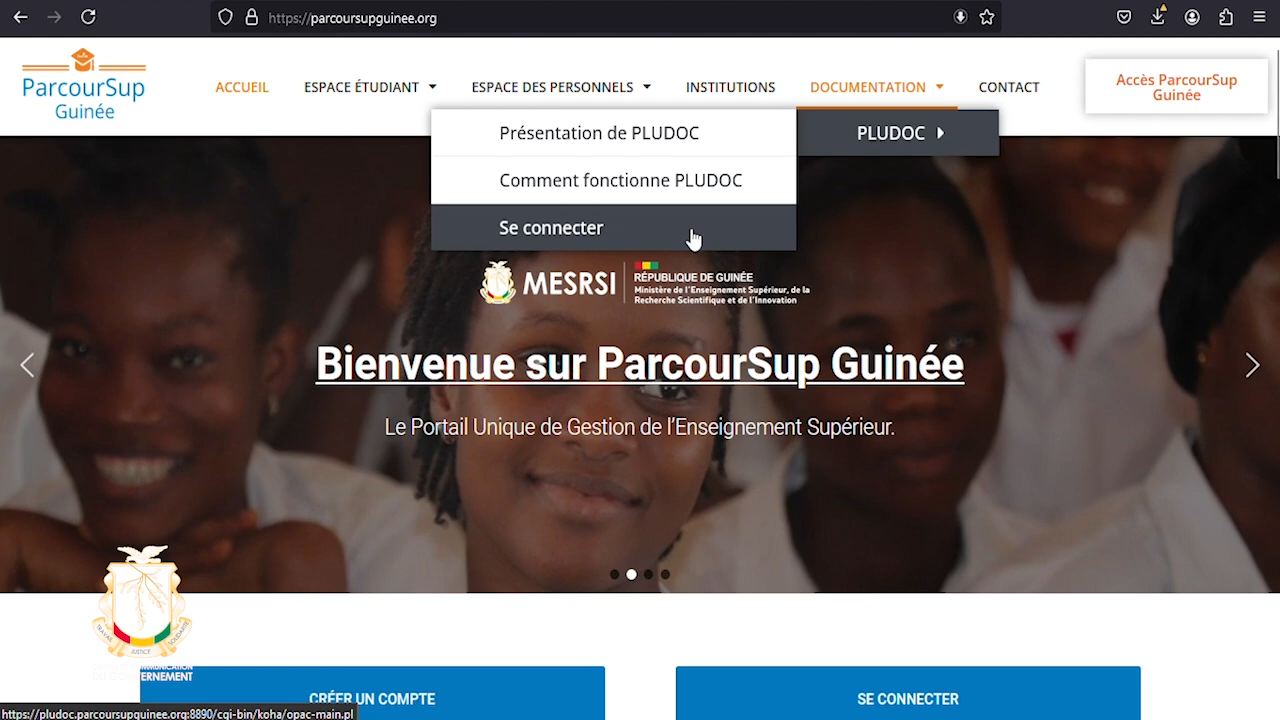 https://parcoursupguinee.org
ParcourSup
Guinée
ACCUEIL
ESPACE ÉTUDIANT
ESPACE DES PERSONNELS
INSTITUTIONS
DOCUMENTATION
CONTACT
Accès ParcourSup
Guinée
Présentation de PLUDOC
PLUDOC
Comment fonctionne PLUDOC
Se connecter
MESRSI
RÉPUBLIQUE DE GUINÉE
Ministère de l'Enseignement Supérieur, de la
Recherche Scientifique et de l'Innovation
Bienvenue sur ParcourSup Guinée
Le Portail Unique de Gestion de l'Enseignement Supérieur.
TRAVAIL
JUSTICE
SOLIDARITÉ
CRÉER UN COMPTE
SE CONNECTER
https://pludoc.parcoursupguinee.org:8890/cgi-bin/koha/opac-main.pl